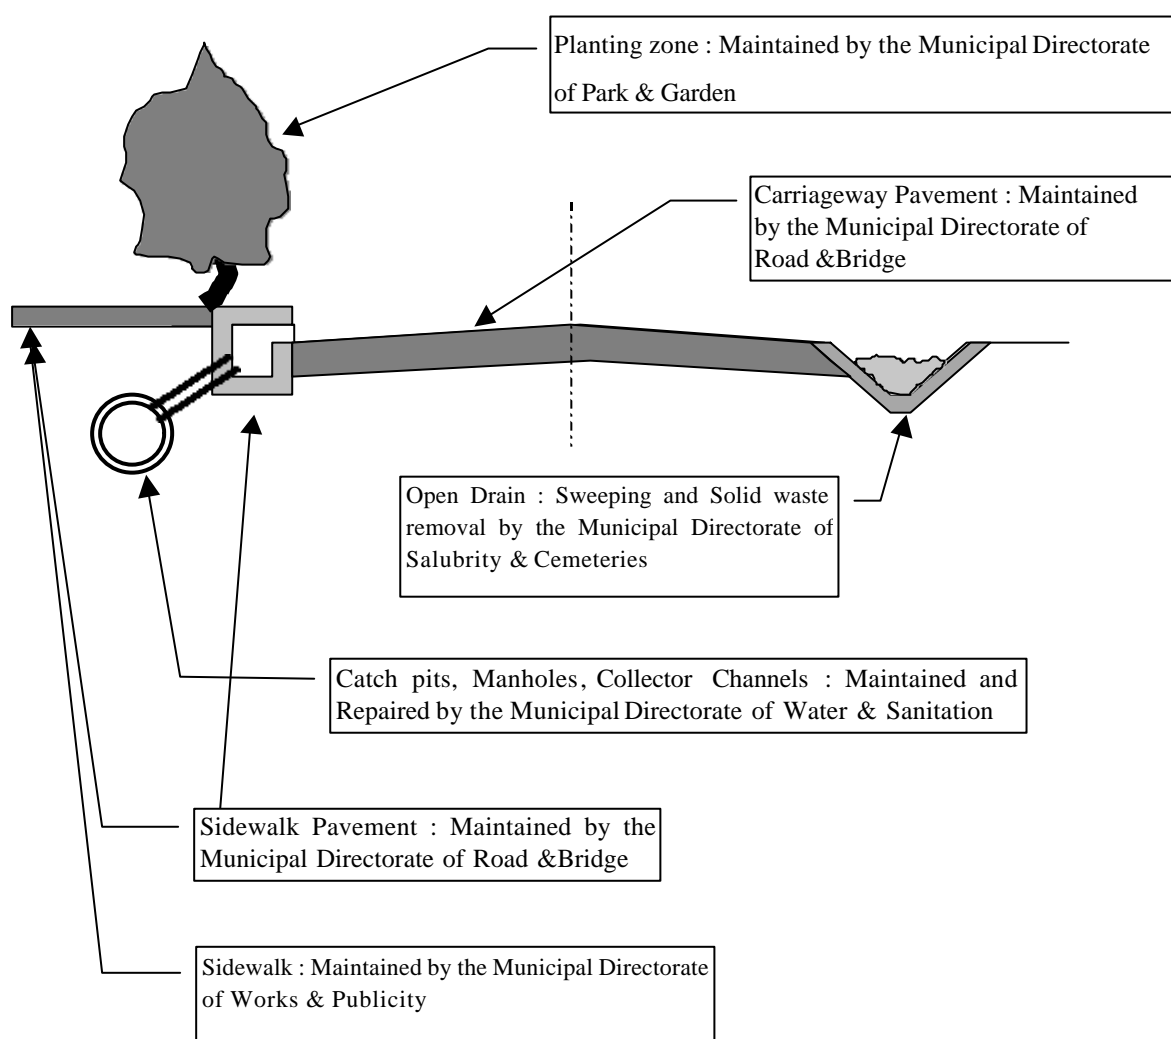 Planting zone : Maintained by the Municipal Directorate
of Park & Garden
Carriageway Pavement : Maintained
by the Municipal Directorate of
Road &Bridge
Open Drain : Sweeping and Solid waste
removal by the Municipal Directorate of
Salubrity & Cemeteries
Catch pits, Manholes, Collector Channels : Maintained and
Repaired by the Municipal Directorate of Water & Sanitation
Sidewalk Pavement : Maintained by the
Municipal Directorate of Road &Bridge
Sidewalk : Maintained by the Municipal Directorate
of Works & Publicity